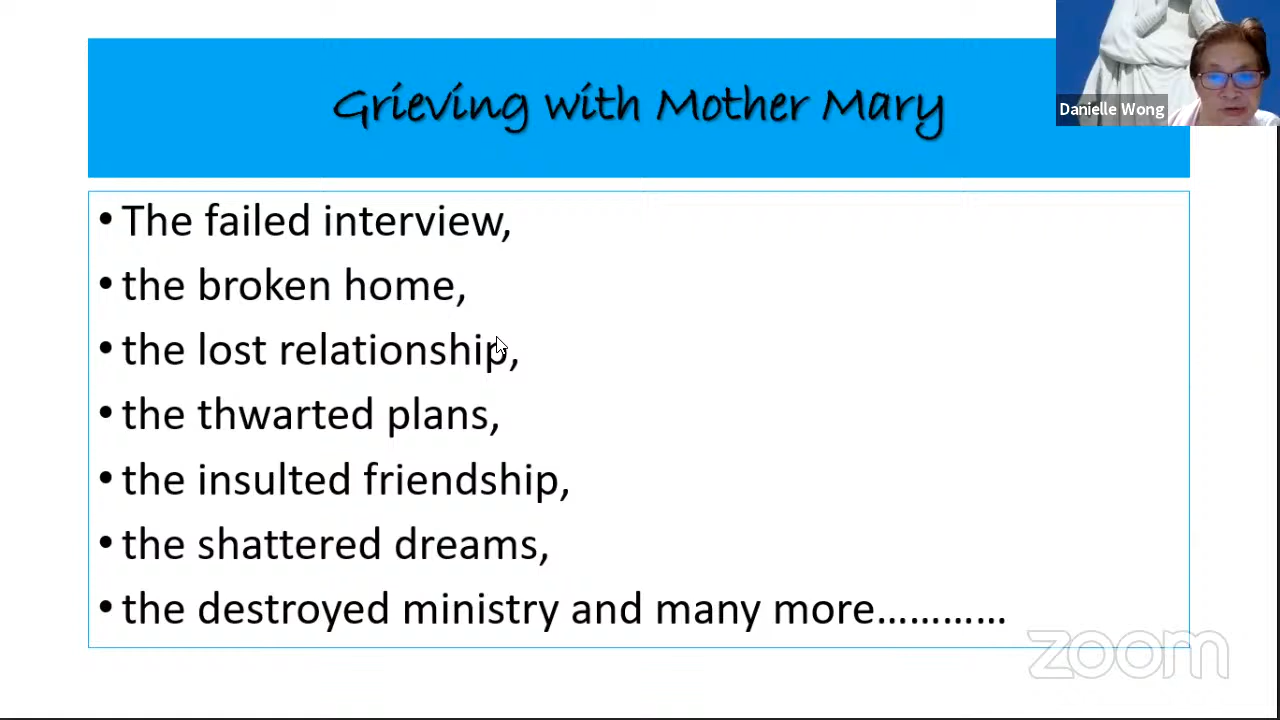 Grieving with Mother Mary
Danielle Wong
• The failed interview,
• the broken home,
• the lost relationship,
• the thwarted plans,
• the insulted friendship,
• the shattered dreams,
• the destroyed ministry and many more…………
zoom